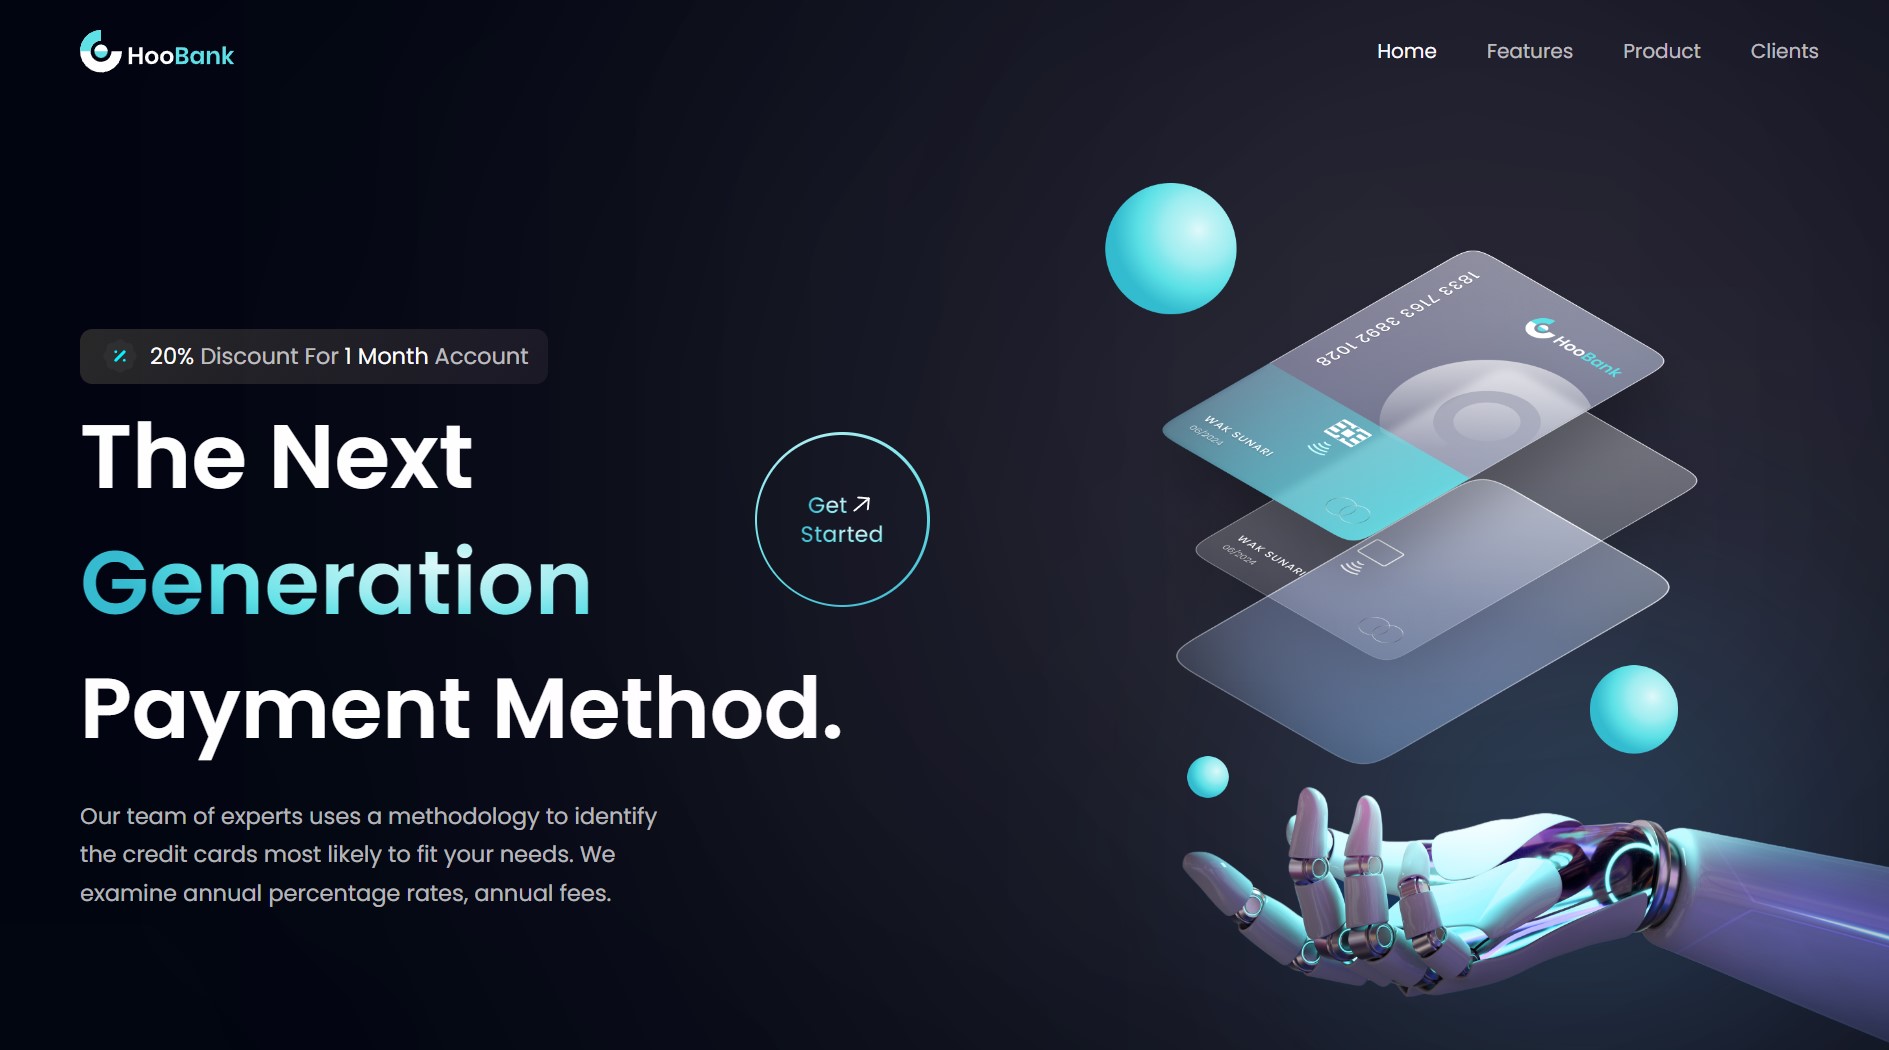 HooBank
Home Features Product Clients
20% Discount For 1 Month Account
The Next
Generation
Payment Method.
Get
Started
Our team of experts uses a methodology to identify
the credit cards most likely to fit your needs. We
examine annual percentage rates, annual fees.
1833 7163 3892 1028
HooBank
WAK SUNARI
06/2024
WAK SUNARI
06/2024